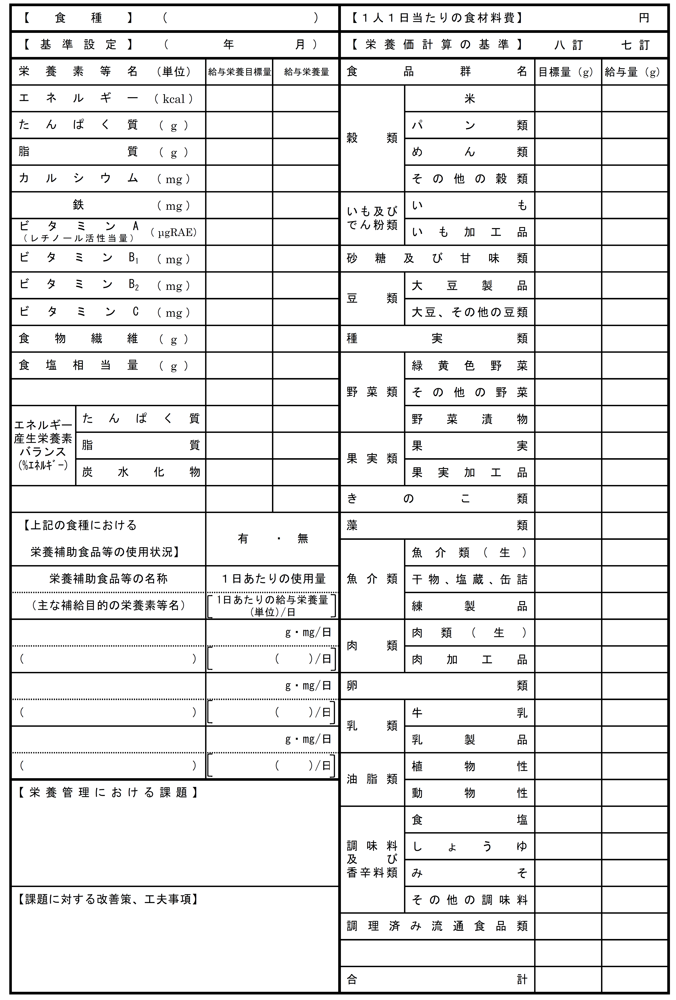 【食種】（　　　）
【基準設定】（　　年　　月）
栄養素等名（単位） 給与栄養目標量 給与栄養量
エネルギー（kcal）
たんぱく質（g）
脂質（g）
カルシウム（mg）
鉄（mg）
ビタミンA（µgRAE）
（レチノール活性当量）
ビタミンB₁（mg）
ビタミンB₂（mg）
ビタミンC（mg）
食物繊維（g）
食塩相当量（g）
エネルギー
産生栄養素
バランス
（%ｴﾈﾙｷﾞｰ）
たんぱく質
脂質
炭水化物
【上記の食種における
栄養補助食品等の使用状況】
有・無
栄養補助食品等の名称 １日あたりの使用量
（主な補給目的の栄養素等名） [1日あたりの給与栄養量
（単位）/日]
g・mg/日
（　　　） [（　　）/日]
g・mg/日
（　　　） [（　　）/日]
g・mg/日
（　　　） [（　　）/日]
【栄養管理における課題】
【課題に対する改善策、工夫事項】
【１人１日当たりの食材料費】 円
【栄養価計算の基準】 八訂 七訂
食品群名 目標量（g） 給与量（g）
穀類
米
パン類
めん類
その他の穀類
いも及び
でん粉類
いも
いも加工品
砂糖及び甘味類
豆類
大豆製品
大豆、その他の豆類
種実類
野菜類
緑黄色野菜
その他の野菜
野菜漬物
果実類
果実
果実加工品
きのこ類
藻類
魚介類
魚介類（生）
干物、塩蔵、缶詰
練製品
肉類
肉類（生）
肉加工品
卵類
乳類
牛乳
乳製品
油脂類
植物性
動物性
調味料
及び
香辛料類
食塩
しょうゆ
みそ
その他の調味料
調理済み流通食品類
合計